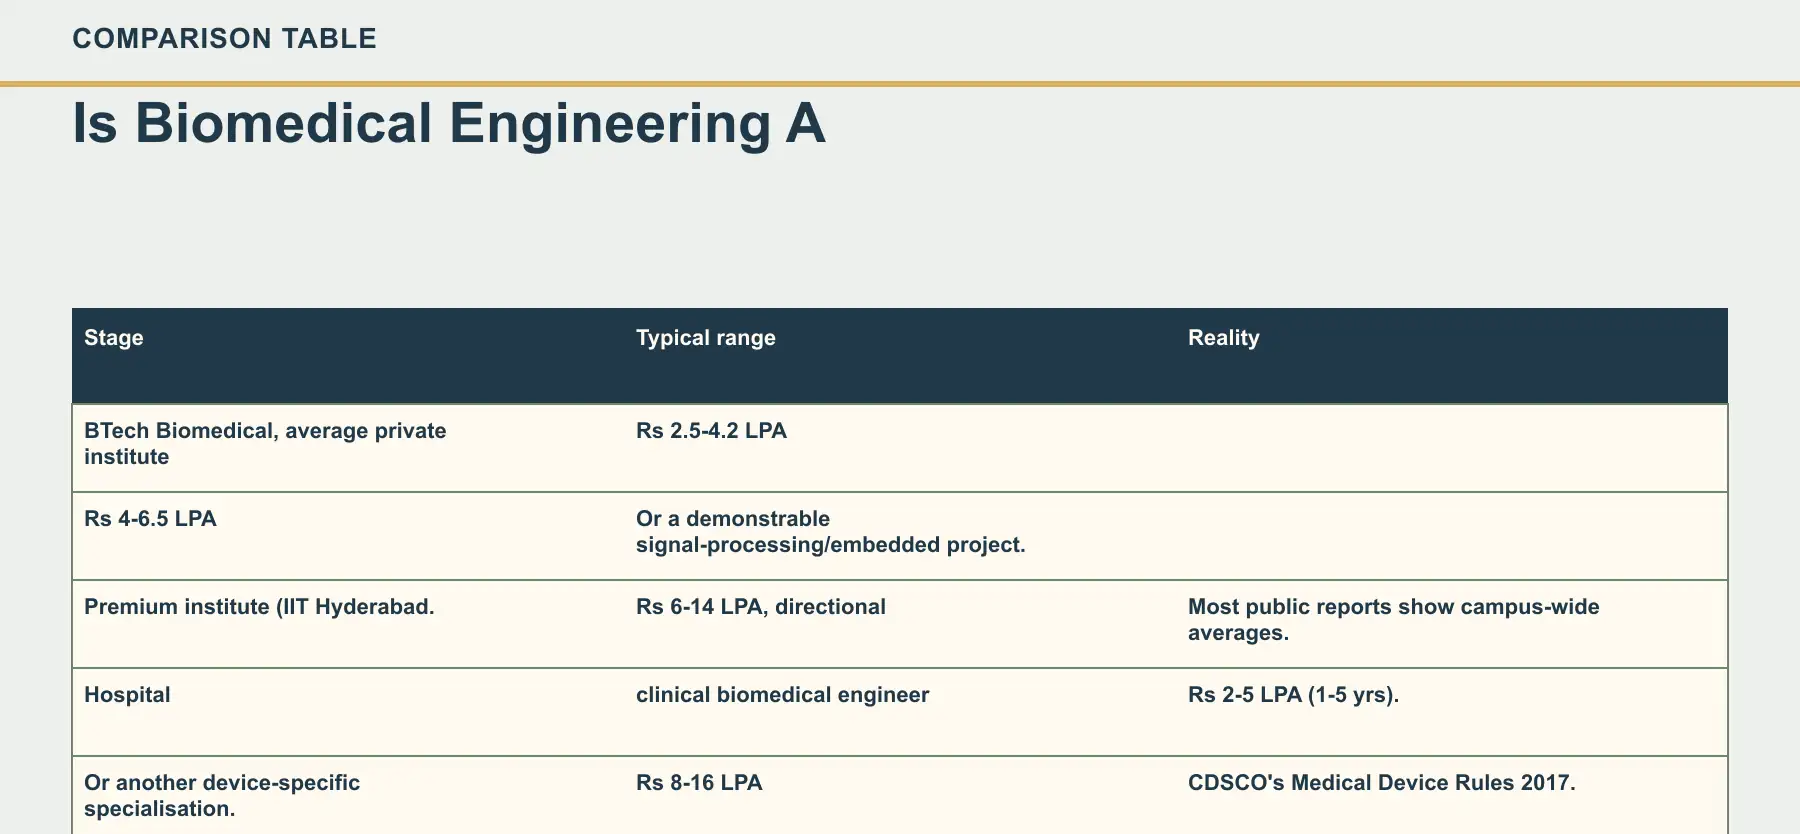 COMPARISON TABLE
Is Biomedical Engineering A
Stage Typical range Reality
BTech Biomedical, average private Rs 2.5-4.2 LPA
institute
Rs 4-6.5 LPA Or a demonstrable
signal-processing/embedded project.
Premium institute (IIT Hyderabad. Rs 6-14 LPA, directional Most public reports show campus-wide
averages.
Hospital clinical biomedical engineer Rs 2-5 LPA (1-5 yrs).
Or another device-specific Rs 8-16 LPA CDSCO's Medical Device Rules 2017.
specialisation.